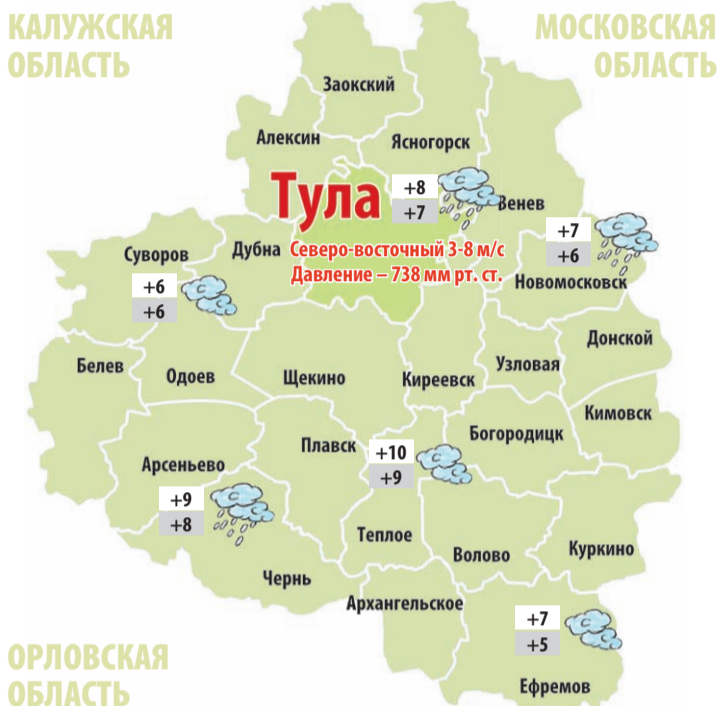 КАЛУЖСКАЯ
ОБЛАСТЬ
МОСКОВСКАЯ
ОБЛАСТЬ
Заокский
Алексин
Ясногорск
Тула
+8
+7
Венев
Северо-восточный 3-8 м/с
Давление – 738 мм рт. ст.
+7
+6
Новомосковск
Суворов
Дубна
+6
+6
Белев
Одоев
Щекино
Киреевск
Узловая
Донской
Кимовск
Арсеньево
Плавск
+10
+9
Богородицк
+9
+8
Теплое
Волово
Куркино
Чернь
Архангельское
+7
+5
Ефремов
ОРЛОВСКАЯ
ОБЛАСТЬ